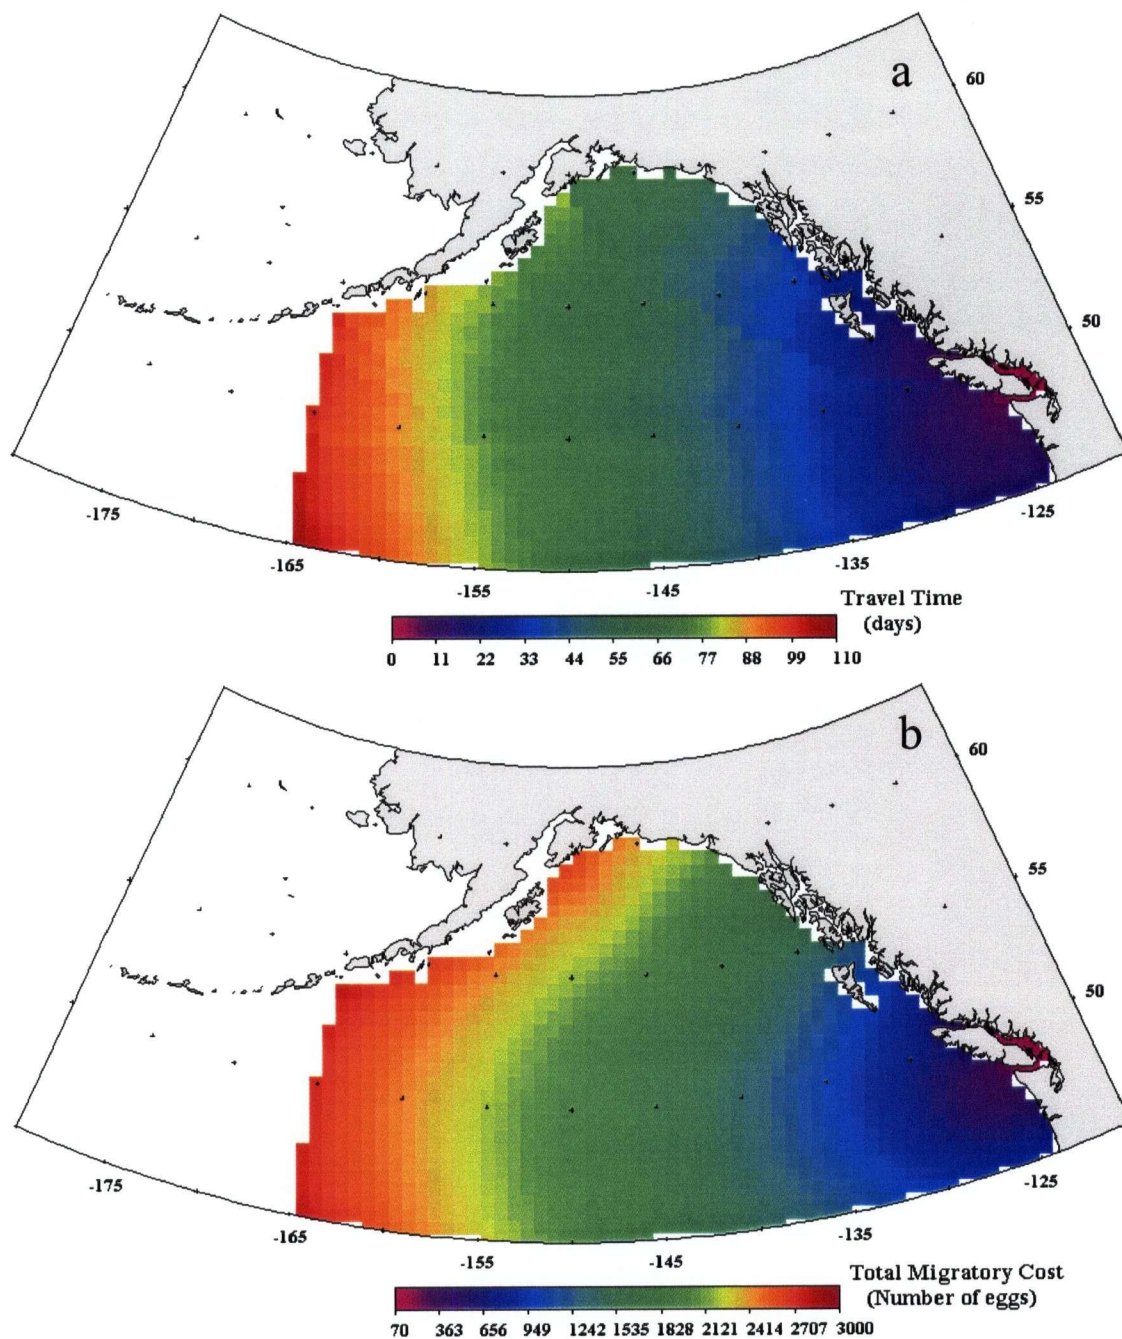 a
60
55
50
-175
-165
-155
-145
-135
-125
Travel Time
(days)
0 11 22 33 44 55 66 77 88 99 110
b
60
55
50
-175
-165
-155
-145
-135
-125
Total Migratory Cost
(Number of eggs)
70 363 656 949 1242 1535 1828 2121 2414 2707 3000